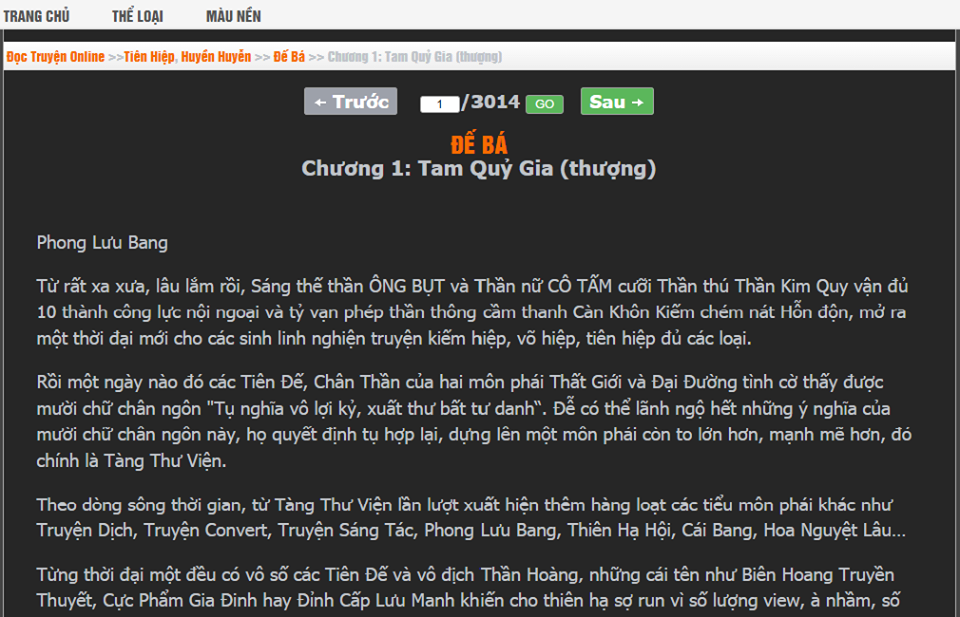 TRANG CHỦ THỂ LOẠI MÀU NỀN
Đọc Truyện Online >>Tiên Hiệp, Huyền Huyễn >> Đế Bá >> Chương 1: Tam Quỷ Gia (thượng)
← Trước 1 /3014 GO Sau →
ĐẾ BÁ
Chương 1: Tam Quỷ Gia (thượng)
Phong Lưu Bang
Từ rất xa xưa, lâu lắm rồi, Sáng thế thần ÔNG BỤT và Thần nữ CÔ TẤM cưỡi Thần thú Thần Kim Quy vận đủ
10 thành công lực nội ngoại và tỷ vạn phép thần thông cầm thanh Càn Khôn Kiếm chém nát Hỗn độn, mở ra
một thời đại mới cho các sinh linh nghiện truyện kiếm hiệp, võ hiệp, tiên hiệp đủ các loại.
Rồi một ngày nào đó các Tiên Đế, Chân Thần của hai môn phái Thất Giới và Đại Đường tình cờ thấy được
mười chữ chân ngôn "Tụ nghĩa vô lợi kỷ, xuất thư bất tư danh“. Để có thể lãnh ngộ hết những ý nghĩa của
mười chữ chân ngôn này, họ quyết định tụ hợp lại, dựng lên một môn phái còn to lớn hơn, mạnh mẽ hơn, đó
chính là Tàng Thư Viện.
Theo dòng sông thời gian, từ Tàng Thư Viện lần lượt xuất hiện thêm hàng loạt các tiểu môn phái khác như
Truyện Dịch, Truyện Convert, Truyện Sáng Tác, Phong Lưu Bang, Thiên Hạ Hội, Cái Bang, Hoa Nguyệt Lâu...
Từng thời đại một đều có vô số các Tiên Đế và vô địch Thần Hoàng, những cái tên như Biên Hoang Truyền
Thuyết, Cực Phẩm Gia Đinh hay Đỉnh Cấp Lưu Manh khiến cho thiên hạ sợ run vì số lượng view, à nhầm, số